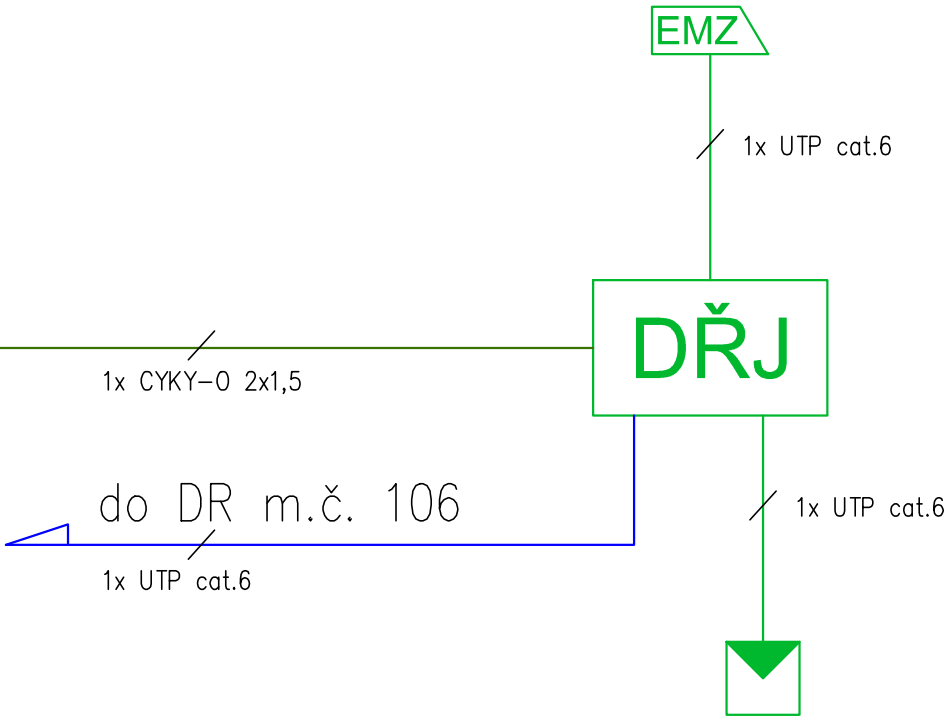 EMZ
1x UTP cat.6
DŘJ
1x CYKY-O 2x1,5
do DR m.č. 106
1x UTP cat.6
1x UTP cat.6